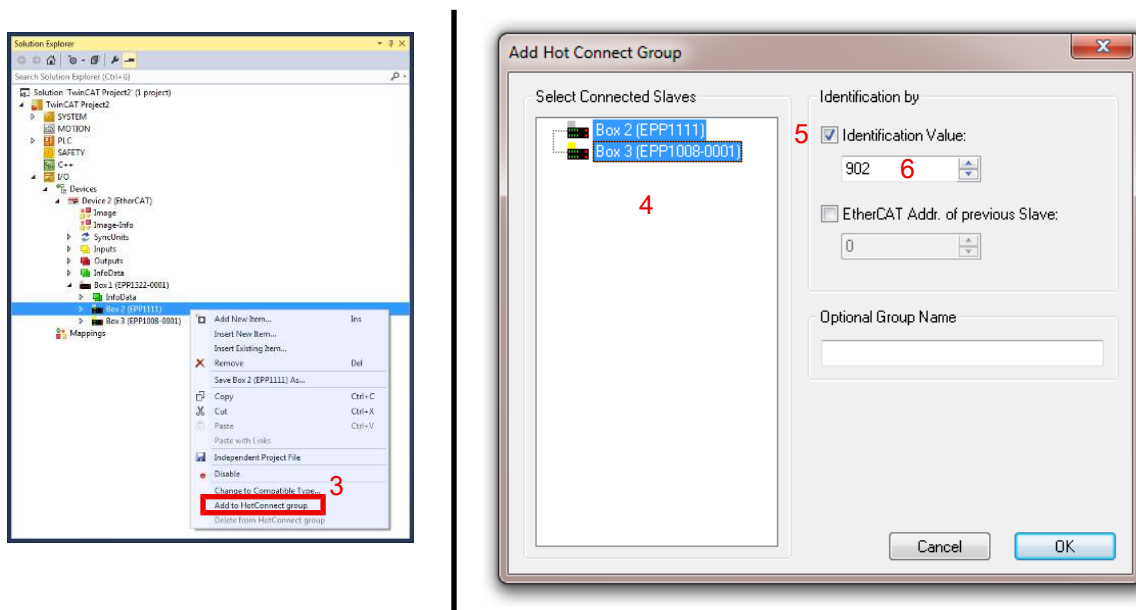 Solution Explorer
Search Solution Explorer (Ctrl+ü)
Solution 'TwinCAT Project2' (1 project)
TwinCAT Project2
SYSTEM
MOTION
PLC
SAFETY
C++
I/O
Devices
Device 2 (EtherCAT)
Image
Image-Info
SyncUnits
Inputs
Outputs
InfoData
Box 1 (EPP1322-0001)
InfoData
Box 2 (EPP1111)
Box 3 (EPP1008-0001)
Mappings
Add New Item... Ins
Insert New Item...
Insert Existing Item...
Remove Del
Save Box 2 (EPP1111) As...
Copy Ctrl+C
Cut Ctrl+X
Paste Ctrl+V
Paste with Links
Independent Project File
Disable
Change to Compatible Type... 3
Add to HotConnect group
Delete from HotConnect group
Add Hot Connect Group
Select Connected Slaves
Box 2 (EPP1111)
Box 3 (EPP1008-0001)
4
Identification by
5 Identification Value:
902 6
EtherCAT Addr. of previous Slave:
0
Optional Group Name
Cancel OK